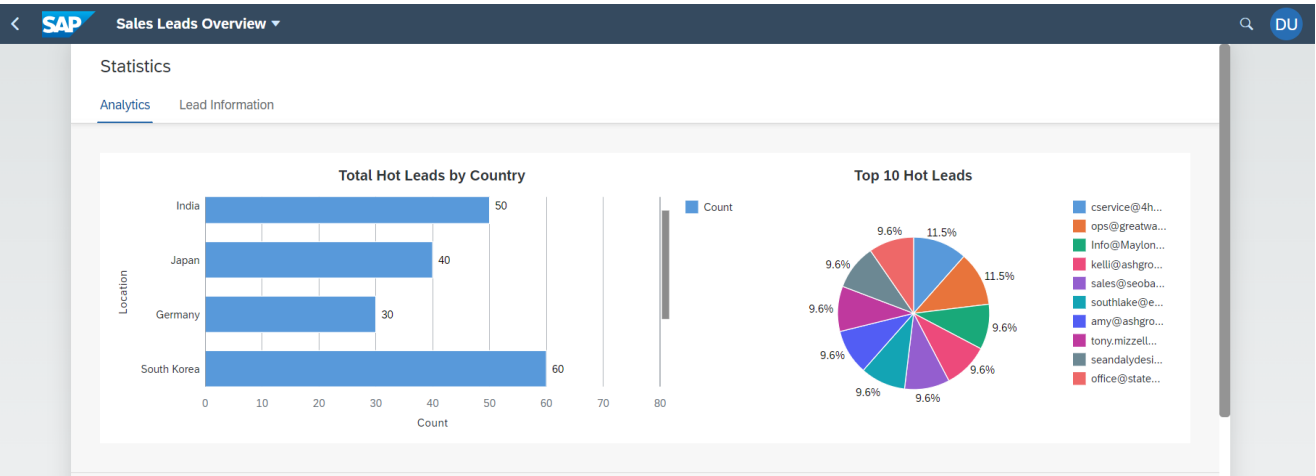 SAP Sales Leads Overview DU
Statistics
Analytics Lead Information
Total Hot Leads by Country
India
50
Japan
40
Germany
30
South Korea
60
Location
0 10 20 30 40 50 60 70 80
Count
Count
Top 10 Hot Leads
11.5%
11.5%
9.6%
9.6%
9.6%
9.6%
9.6%
9.6%
9.6%
9.6%
cservice@4h...
ops@greatwa...
Info@Maylon...
kelli@ashgro...
sales@seoba...
southlake@e...
amy@ashgro...
tony.mizzell...
seandalydesi...
office@state...